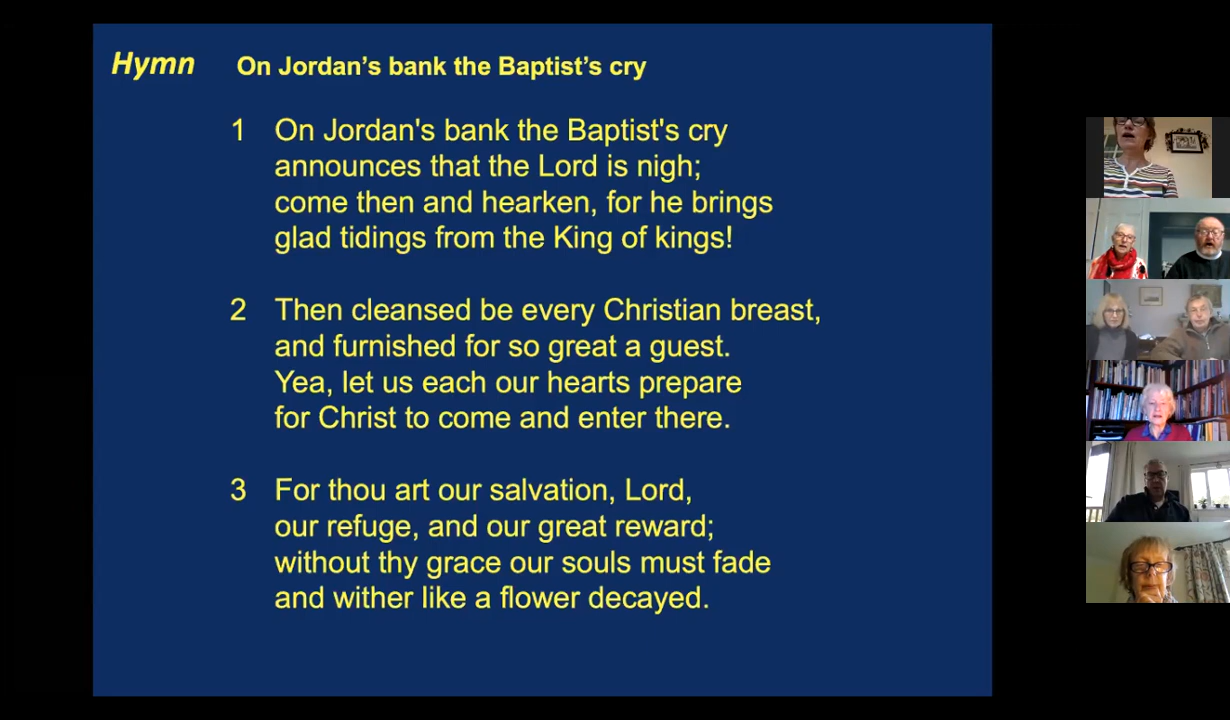 Hymn On Jordan’s bank the Baptist’s cry
1 On Jordan's bank the Baptist's cry
announces that the Lord is nigh;
come then and hearken, for he brings
glad tidings from the King of kings!
2 Then cleansed be every Christian breast,
and furnished for so great a guest.
Yea, let us each our hearts prepare
for Christ to come and enter there.
3 For thou art our salvation, Lord,
our refuge, and our great reward;
without thy grace our souls must fade
and wither like a flower decayed.